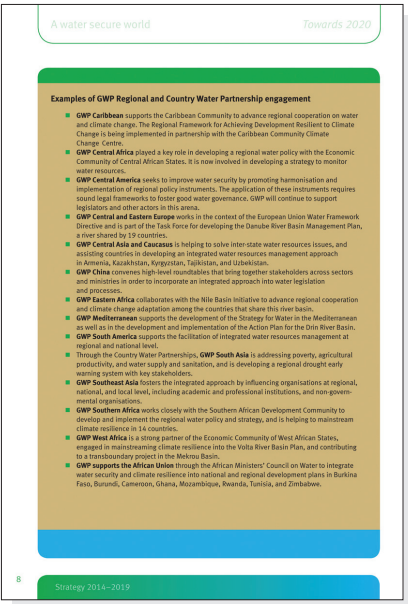 A water secure world
Towards 2020
Examples of GWP Regional and Country Water Partnership engagement
■ GWP Caribbean supports the Caribbean Community to advance regional cooperation on water
and climate change. The Regional Framework for Achieving Development Resilient to Climate
Change is being implemented in partnership with the Caribbean Community Climate
Change Centre.
■ GWP Central Africa played a key role in developing a regional water policy with the Economic
Community of Central African States. It is now involved in developing a strategy to monitor
water resources.
■ GWP Central America seeks to improve water security by promoting harmonisation and
implementation of regional policy instruments. The application of these instruments requires
sound legal frameworks to foster good water governance. GWP will continue to support
legislators and other actors in this arena.
■ GWP Central and Eastern Europe works in the context of the European Union Water Framework
Directive and is part of the Task Force for developing the Danube River Basin Management Plan,
a river shared by 19 countries.
■ GWP Central Asia and Caucasus is helping to solve inter-state water resources issues, and
assisting countries in developing an integrated water resources management approach
in Armenia, Kazakhstan, Kyrgyzstan, Tajikistan, and Uzbekistan.
■ GWP China convenes high-level roundtables that bring together stakeholders across sectors
and ministries in order to incorporate an integrated approach into water legislation
and processes.
■ GWP Eastern Africa collaborates with the Nile Basin Initiative to advance regional cooperation
and climate change adaptation among the countries that share this river basin.
■ GWP Mediterranean supports the development of the Strategy for Water in the Mediterranean
as well as in the development and implementation of the Action Plan for the Drin River Basin.
■ GWP South America supports the facilitation of integrated water resources management at
regional and national level.
■ Through the Country Water Partnerships, GWP South Asia is addressing poverty, agricultural
productivity, and water supply and sanitation, and is developing a regional drought early
warning system with key stakeholders.
■ GWP Southeast Asia fosters the integrated approach by influencing organisations at regional,
national, and local level, including academic and professional institutions, and non-govern-
mental organisations.
■ GWP Southern Africa works closely with the Southern African Development Community to
develop and implement the regional water policy and strategy, and is helping to mainstream
climate resilience in 14 countries.
■ GWP West Africa is a strong partner of the Economic Community of West African States,
engaged in mainstreaming climate resilience into the Volta River Basin Plan, and contributing
to a transboundary project in the Mekrou Basin.
■ GWP supports the African Union through the African Ministers' Council on Water to integrate
water security and climate resilience into national and regional development plans in Burkina
Faso, Burundi, Cameroon, Ghana, Mozambique, Rwanda, Tunisia, and Zimbabwe.
8
Strategy 2014–2019